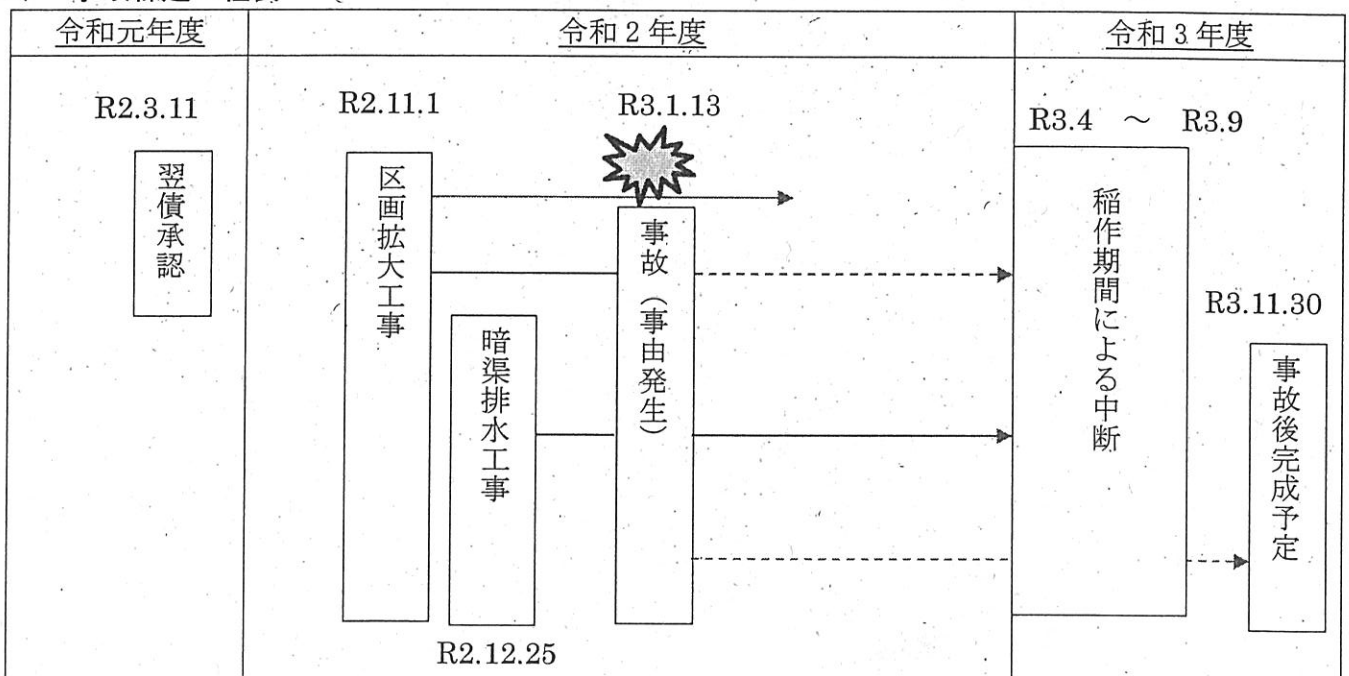 令和元年度
令和2年度
令和3年度
R2.3.11
R2.11.1
R3.1.13
R3.4 ～ R3.9
翌債承認
区画拡大工事
事故（事由発生）
稲作期間による中断
R3.11.30
暗渠排水工事
事故後完成予定
R2.12.25